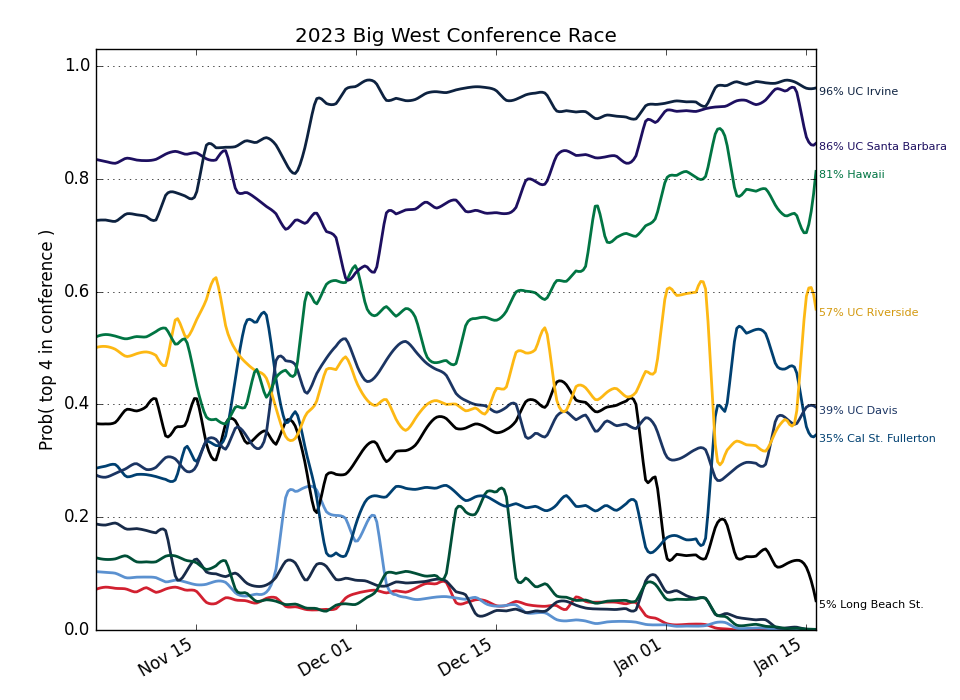 2023 Big West Conference Race
Prob( top 4 in conference )
1.0
0.8
0.6
0.4
0.2
0.0
Nov 15
Dec 01
Dec 15
Jan 01
Jan 15
96% UC Irvine
86% UC Santa Barbara
81% Hawaii
57% UC Riverside
39% UC Davis
35% Cal St. Fullerton
5% Long Beach St.